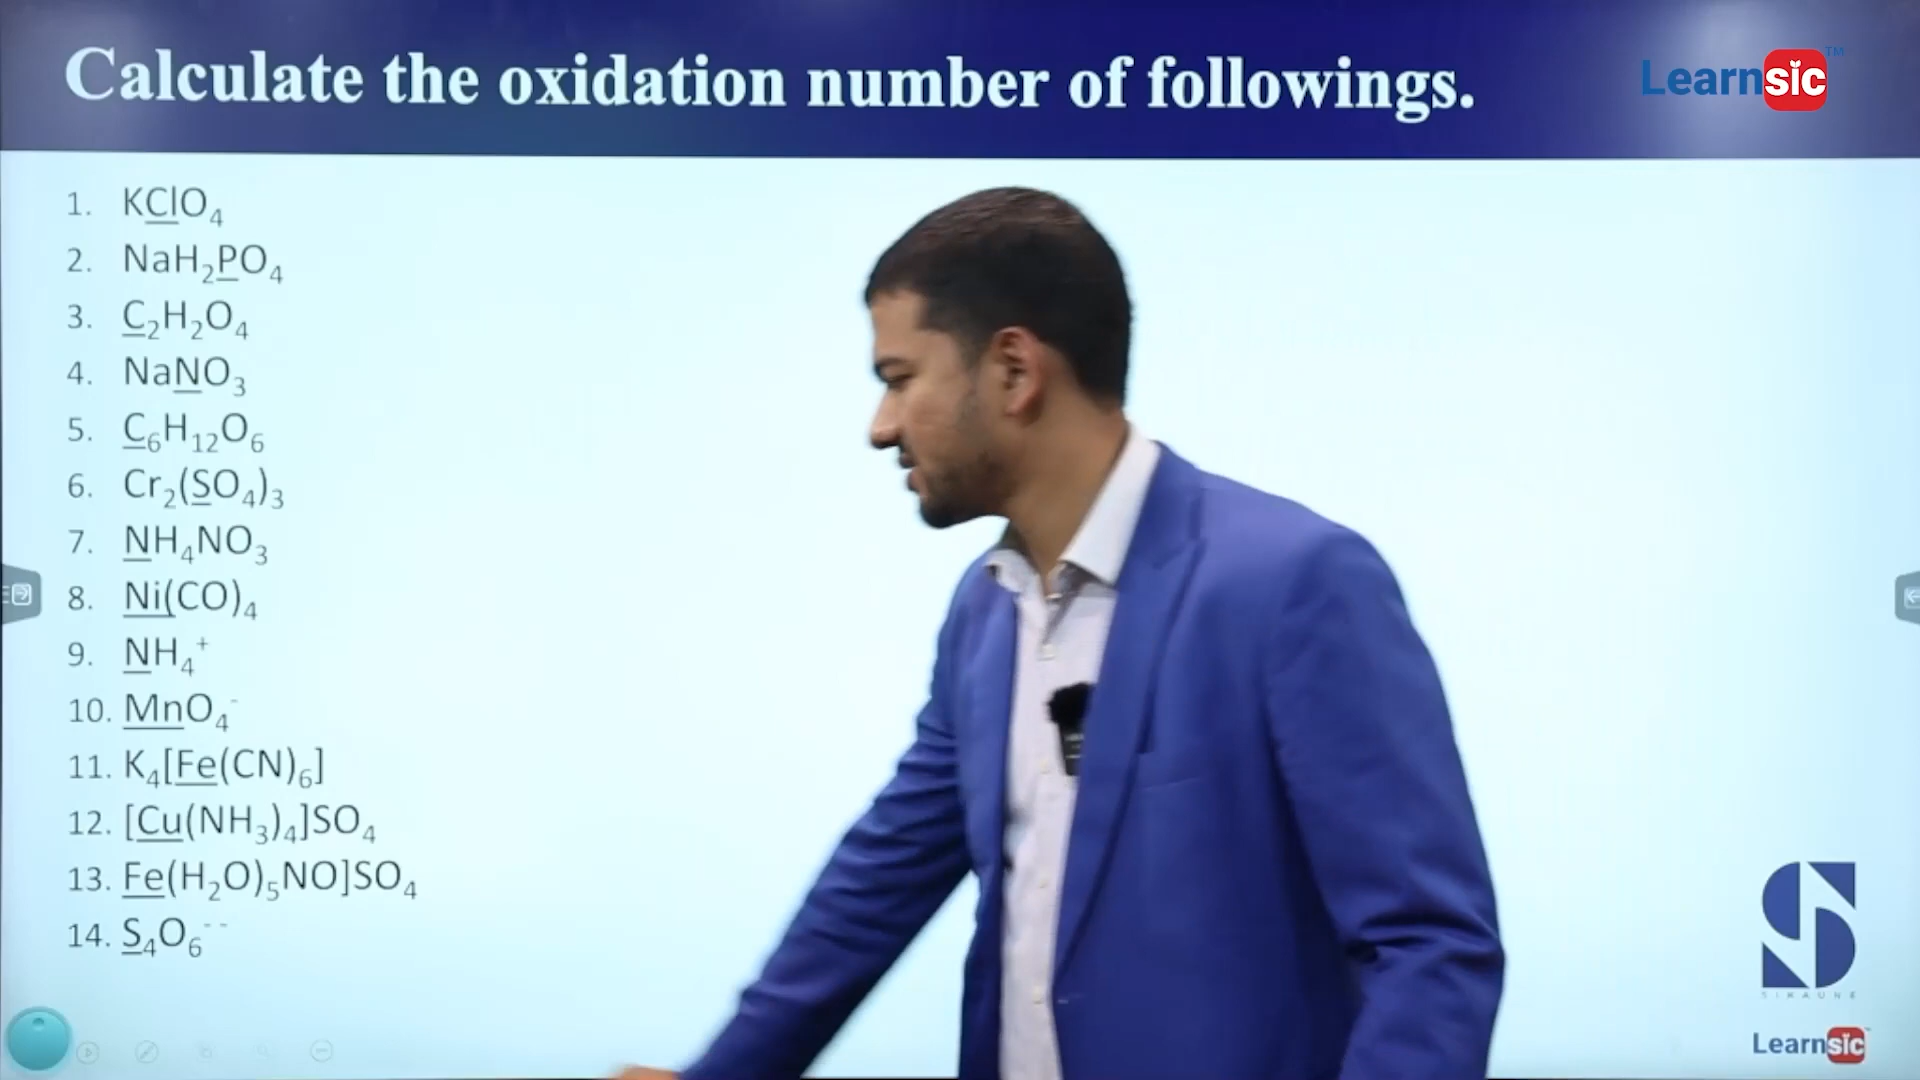 Calculate the oxidation number of followings.
Learnsic™
1. KClO₄
2. NaH₂PO₄
3. C₂H₂O₄
4. NaNO₃
5. C₆H₁₂O₆
6. Cr₂(SO₄)₃
7. NH₄NO₃
8. Ni(CO)₄
9. NH₄⁺
10. MnO₄⁻
11. K₄[Fe(CN)₆]
12. [Cu(NH₃)₄]SO₄
13. Fe(H₂O)₅NO]SO₄
14. S₄O₆⁻⁻
SIKAUNE
Learnsic